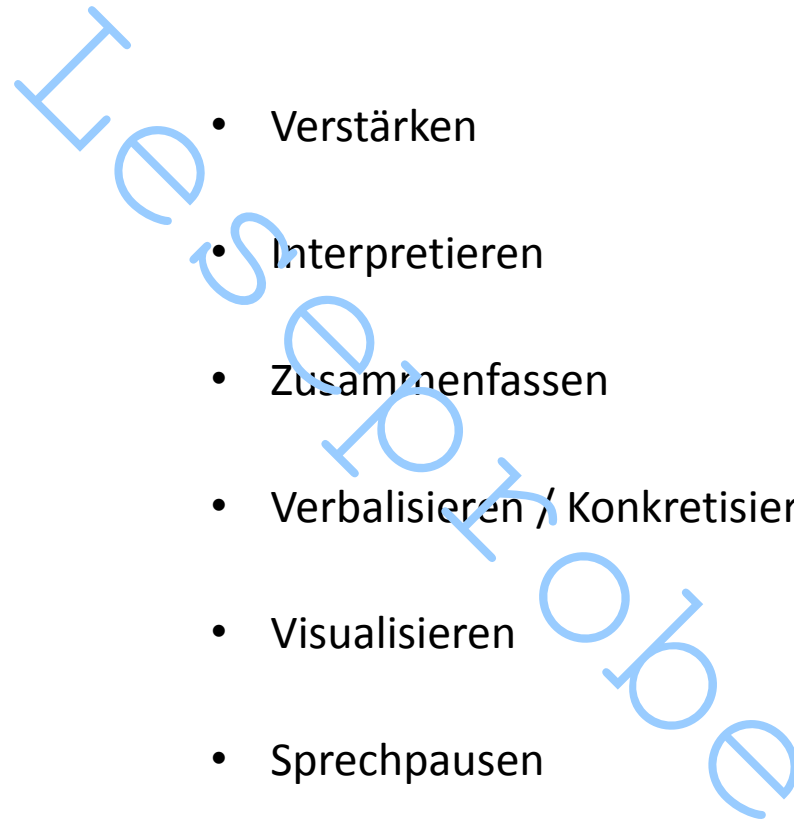 • Verstärken
• Interpretieren
• Zusammenfassen
• Verbalisieren / Konkretisier
• Visualisieren
• Sprechpausen
Leseprobe